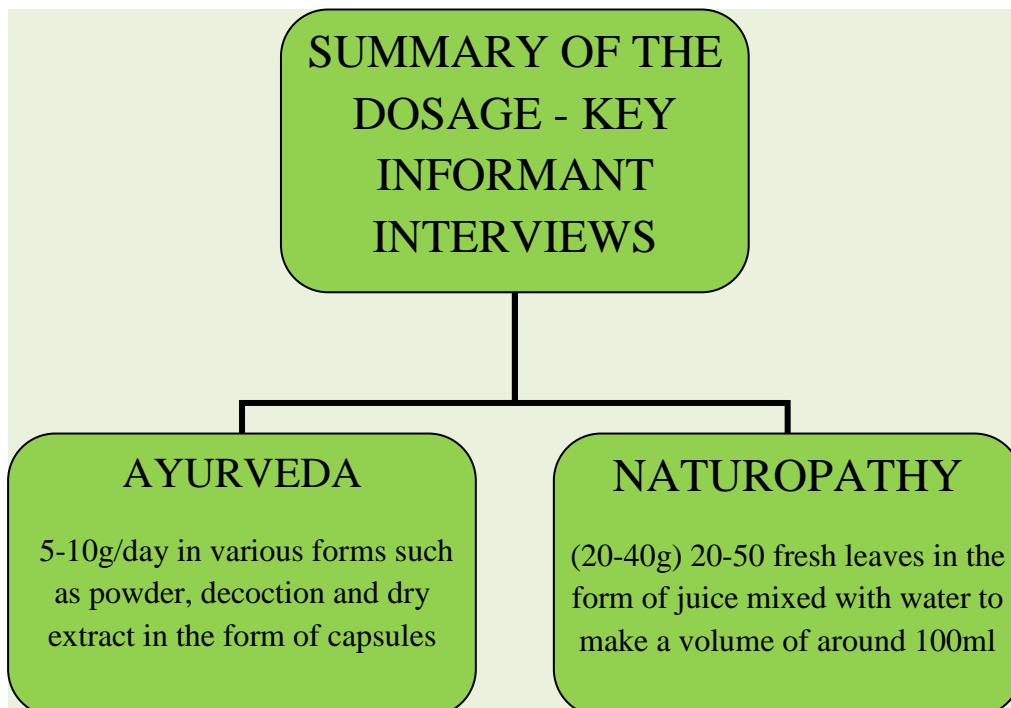 SUMMARY OF THE
DOSAGE - KEY
INFORMANT
INTERVIEWS
AYURVEDA
5-10g/day in various forms such
as powder, decoction and dry
extract in the form of capsules
NATUROPATHY
(20-40g) 20-50 fresh leaves in the
form of juice mixed with water to
make a volume of around 100ml